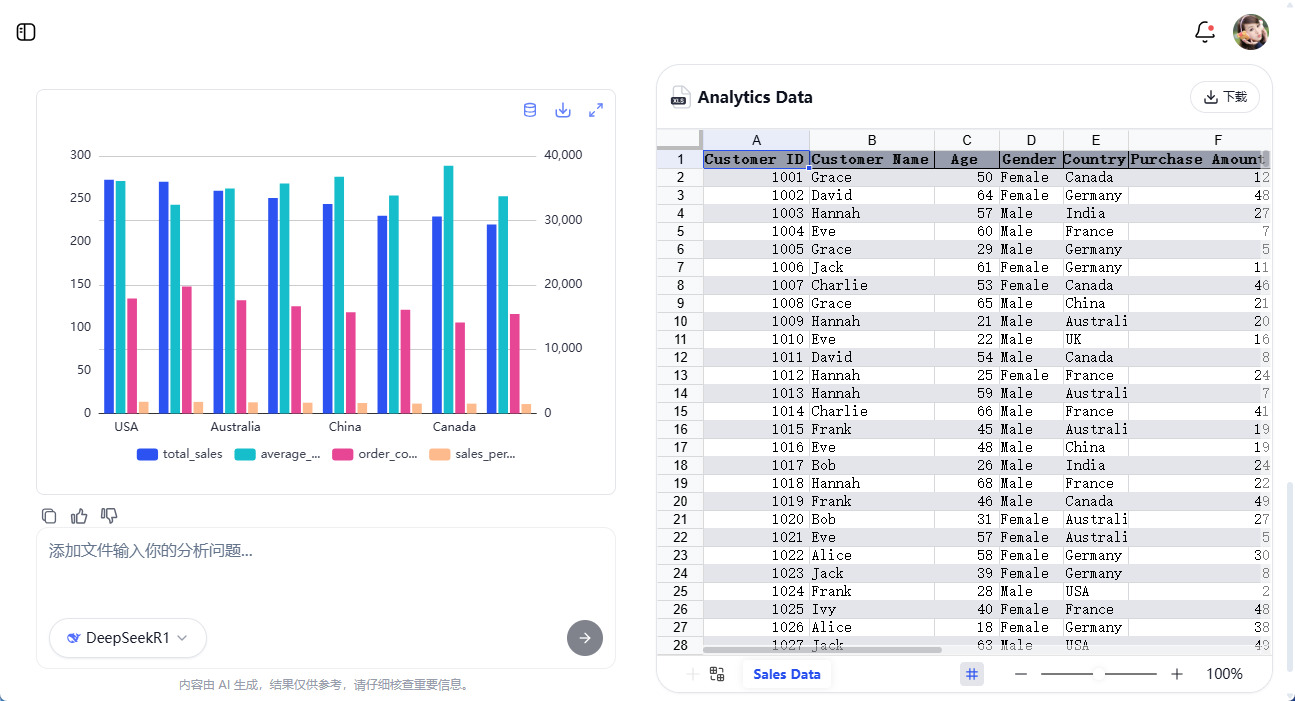 Analytics Data
下载
300
250
200
150
100
50
0
40,000
30,000
20,000
10,000
0
USA
Australia
China
Canada
total_sales
average_...
order_co...
sales_per...
添加文件输入你的分析问题...
DeepSeekR1
内容由 AI 生成，结果仅供参考，请仔细核查重要信息。
XLS
A B C D E F
1 Customer ID Customer Name Age Gender Country Purchase Amount
2 1001 Grace 50 Female Canada 12
3 1002 David 64 Female Germany 48
4 1003 Hannah 57 Male India 27
5 1004 Eve 60 Male France 7
6 1005 Grace 29 Male Germany 5
7 1006 Jack 61 Female Germany 11
8 1007 Charlie 53 Female Canada 46
9 1008 Grace 65 Male China 21
10 1009 Hannah 21 Male Australi 20
11 1010 Eve 22 Male UK 16
12 1011 David 54 Male Canada 8
13 1012 Hannah 25 Female France 24
14 1013 Hannah 59 Male Australi 7
15 1014 Charlie 66 Male France 41
16 1015 Frank 45 Male Australi 19
17 1016 Eve 48 Male China 19
18 1017 Bob 26 Male India 24
19 1018 Hannah 68 Male France 22
20 1019 Frank 46 Male Canada 49
21 1020 Bob 31 Female Australi 27
22 1021 Eve 57 Female Australi 5
23 1022 Alice 58 Female Germany 30
24 1023 Jack 39 Female Germany 8
25 1024 Frank 28 Male USA 2
26 1025 Ivy 40 Female France 48
27 1026 Alice 18 Female Germany 38
28 1027 Jack 63 Male USA 49
Sales Data
100%